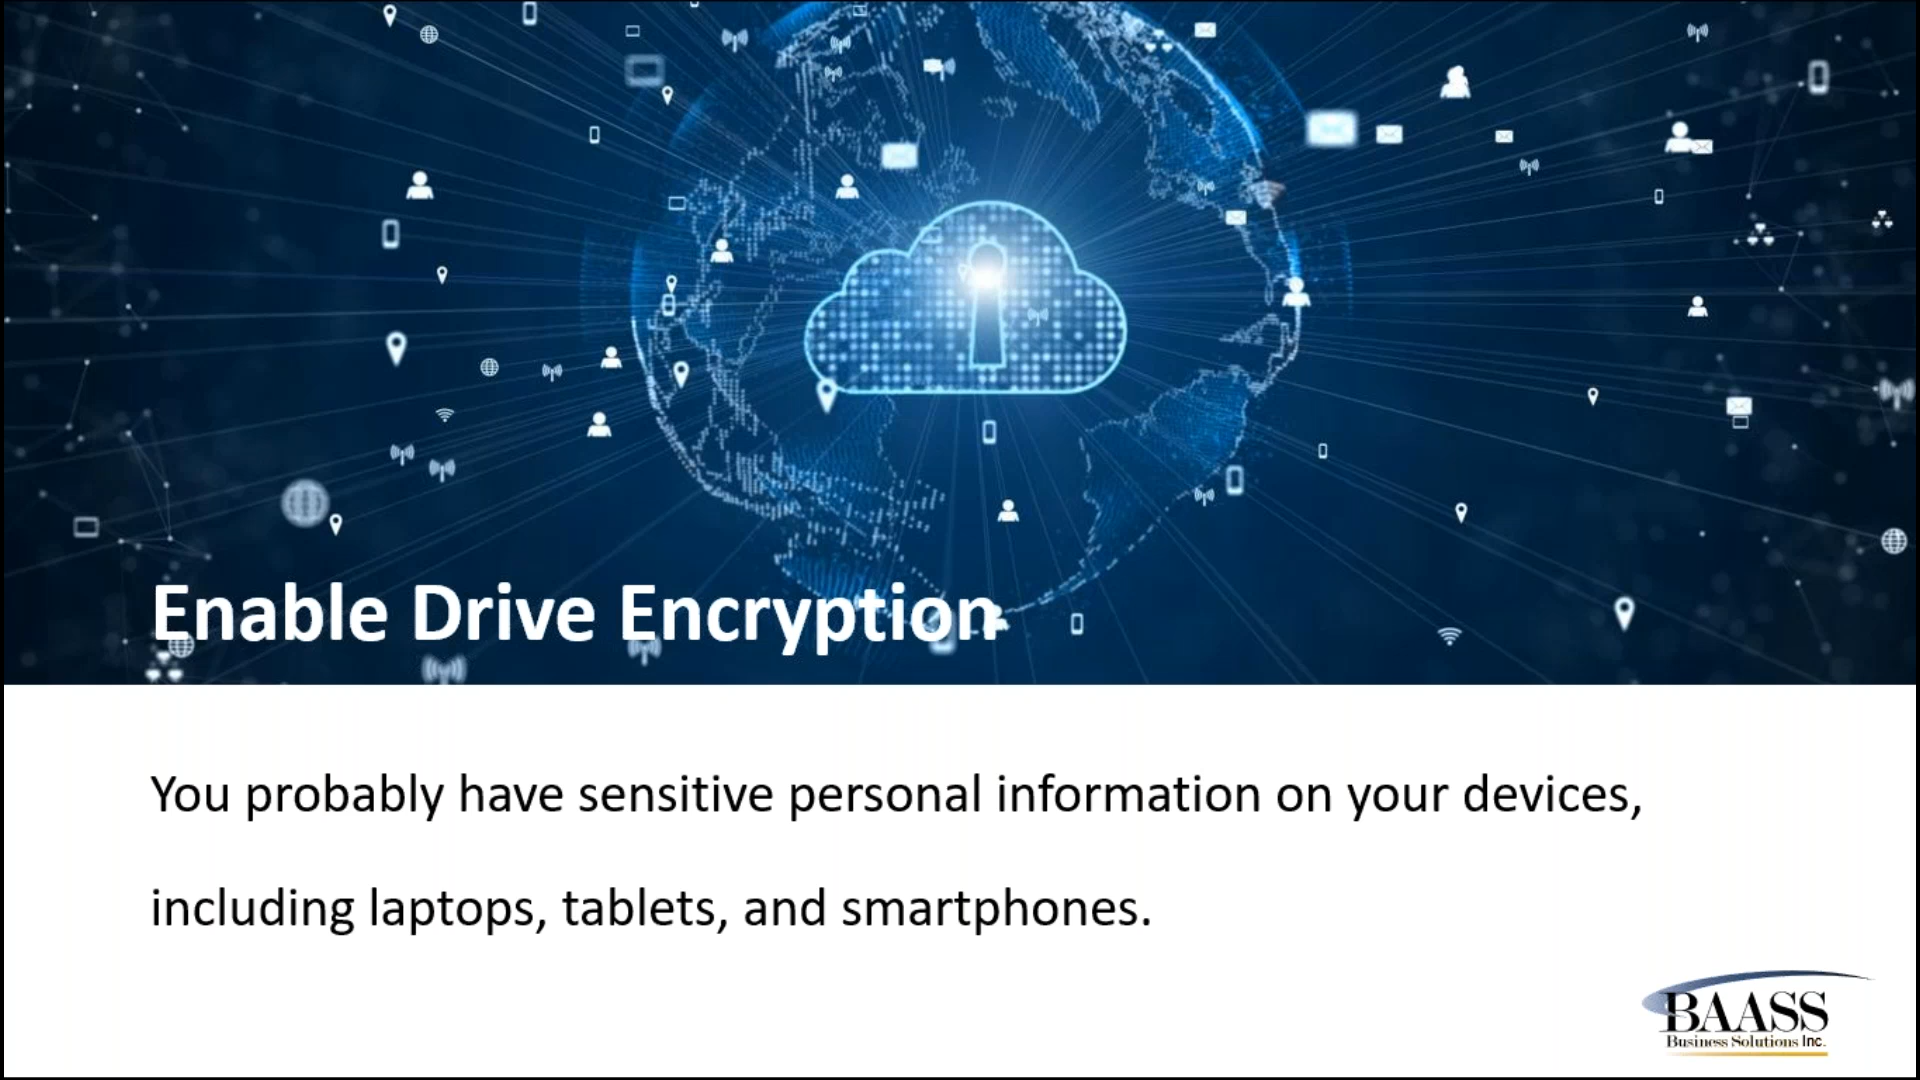 Enable Drive Encryption
You probably have sensitive personal information on your devices,
including laptops, tablets, and smartphones.
BAASS
Business Solutions Inc.